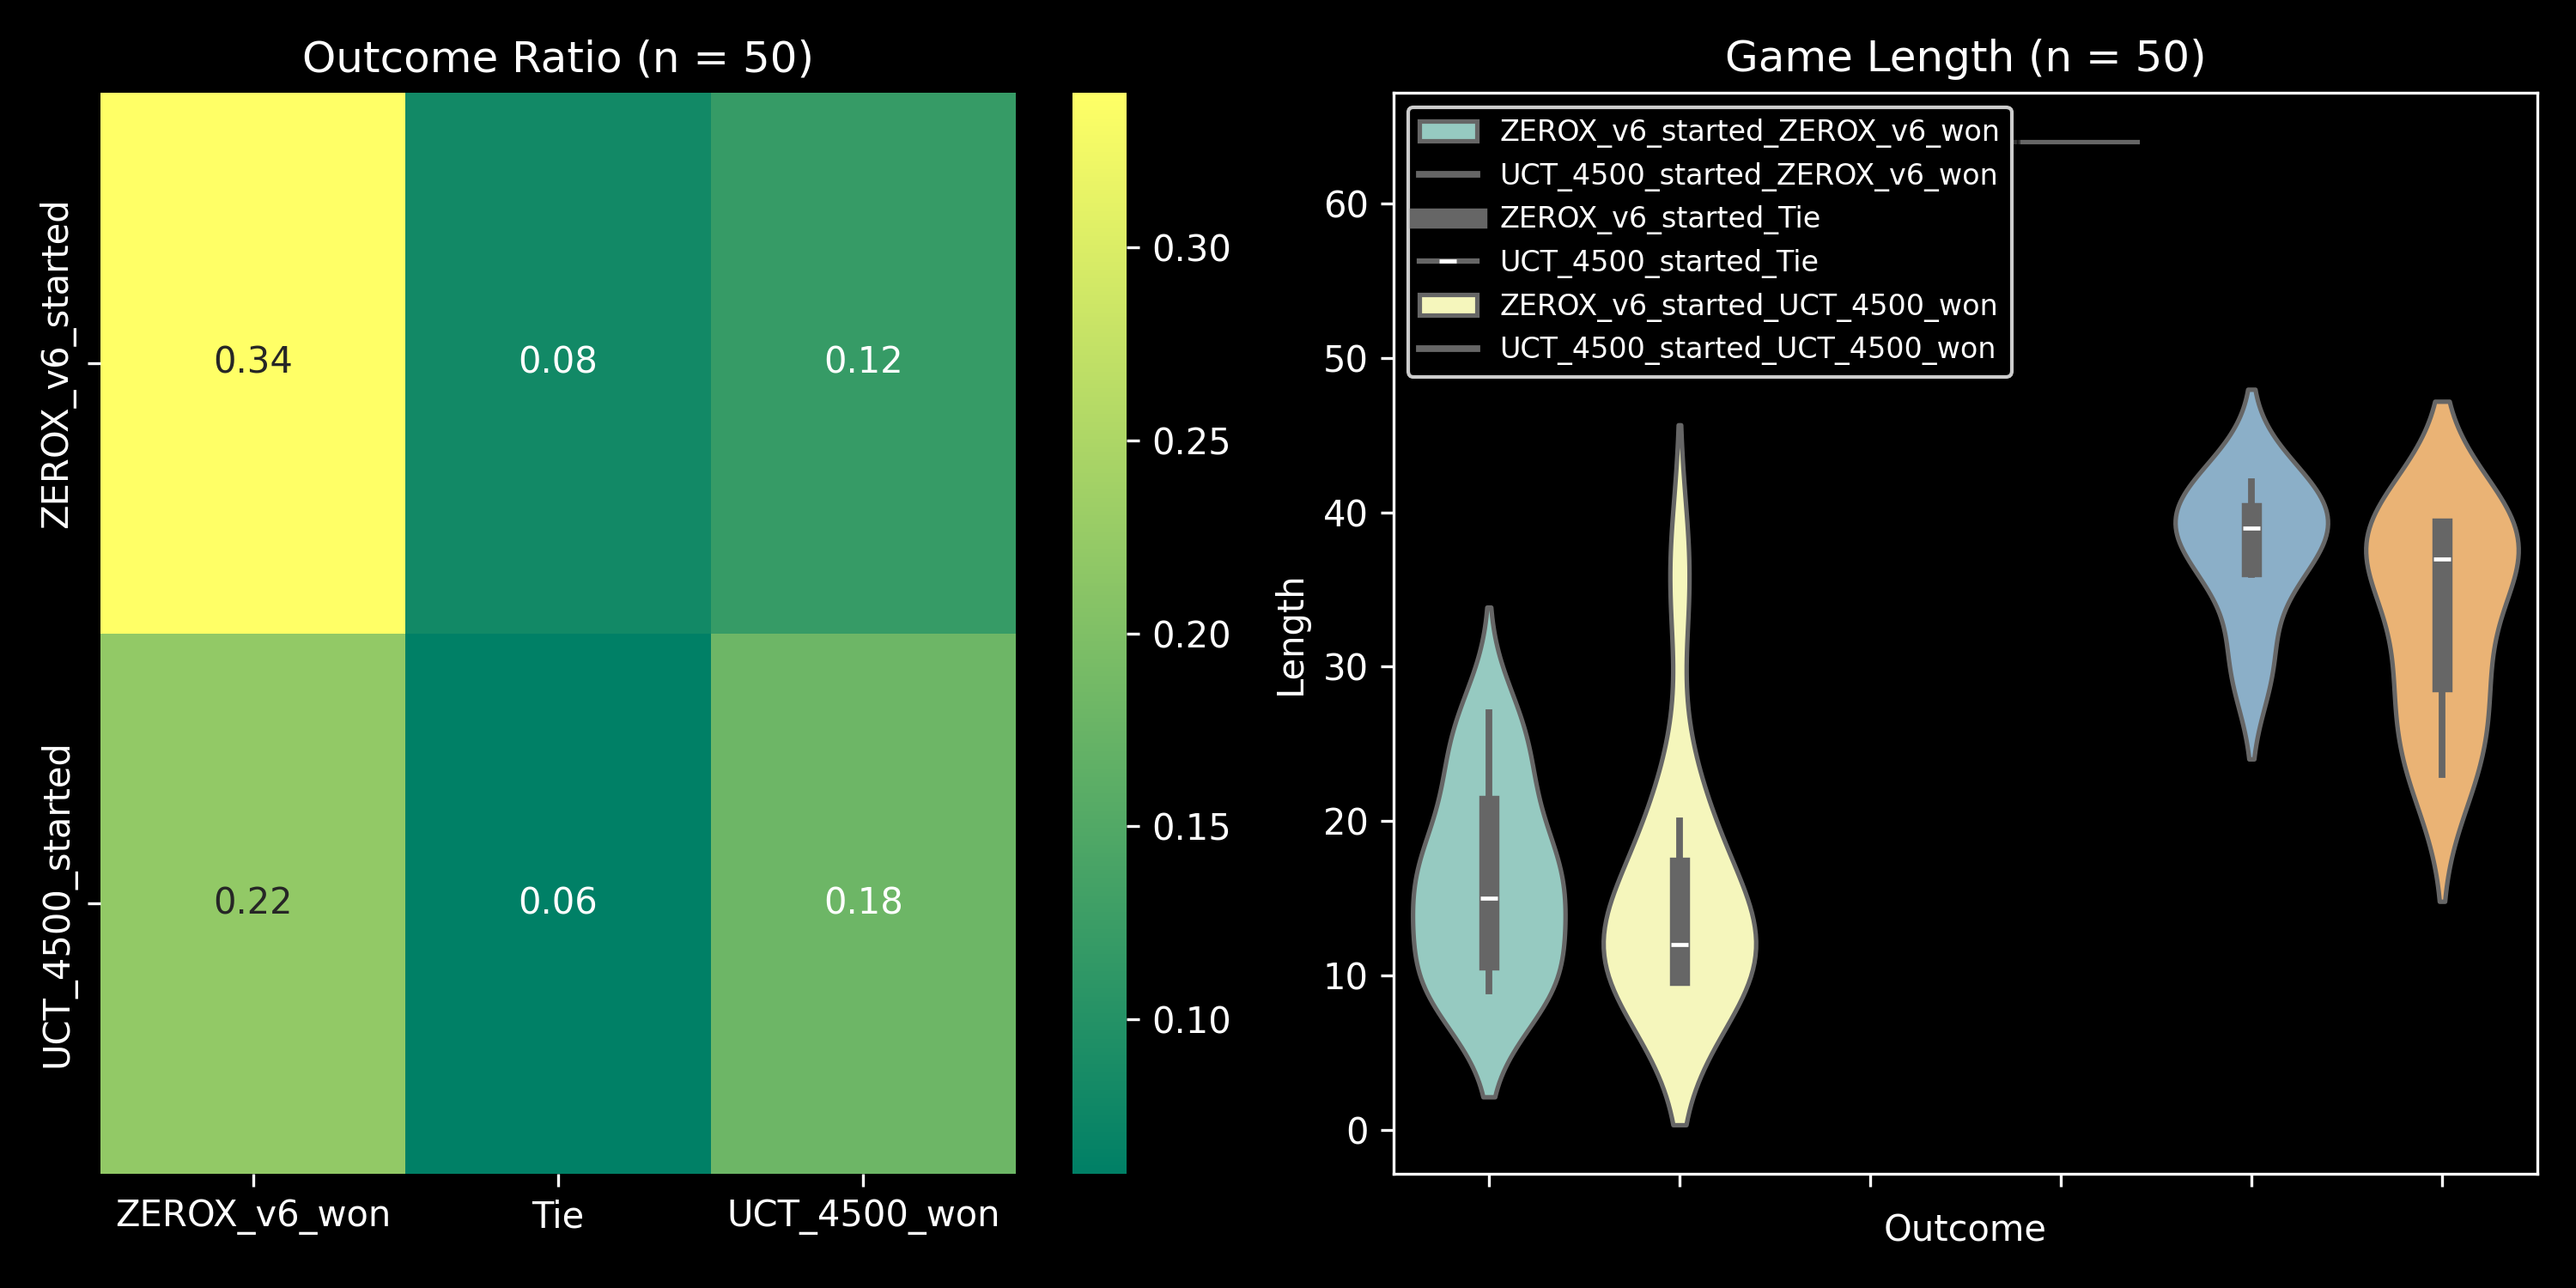 Outcome Ratio (n = 50)
ZEROX_v6_started
UCT_4500_started
0.34
0.08
0.12
0.22
0.06
0.18
ZEROX_v6_won
Tie
UCT_4500_won
0.30
0.25
0.20
0.15
0.10
Game Length (n = 50)
ZEROX_v6_started_ZEROX_v6_won
UCT_4500_started_ZEROX_v6_won
ZEROX_v6_started_Tie
UCT_4500_started_Tie
ZEROX_v6_started_UCT_4500_won
UCT_4500_started_UCT_4500_won
Length
60
50
40
30
20
10
0
Outcome